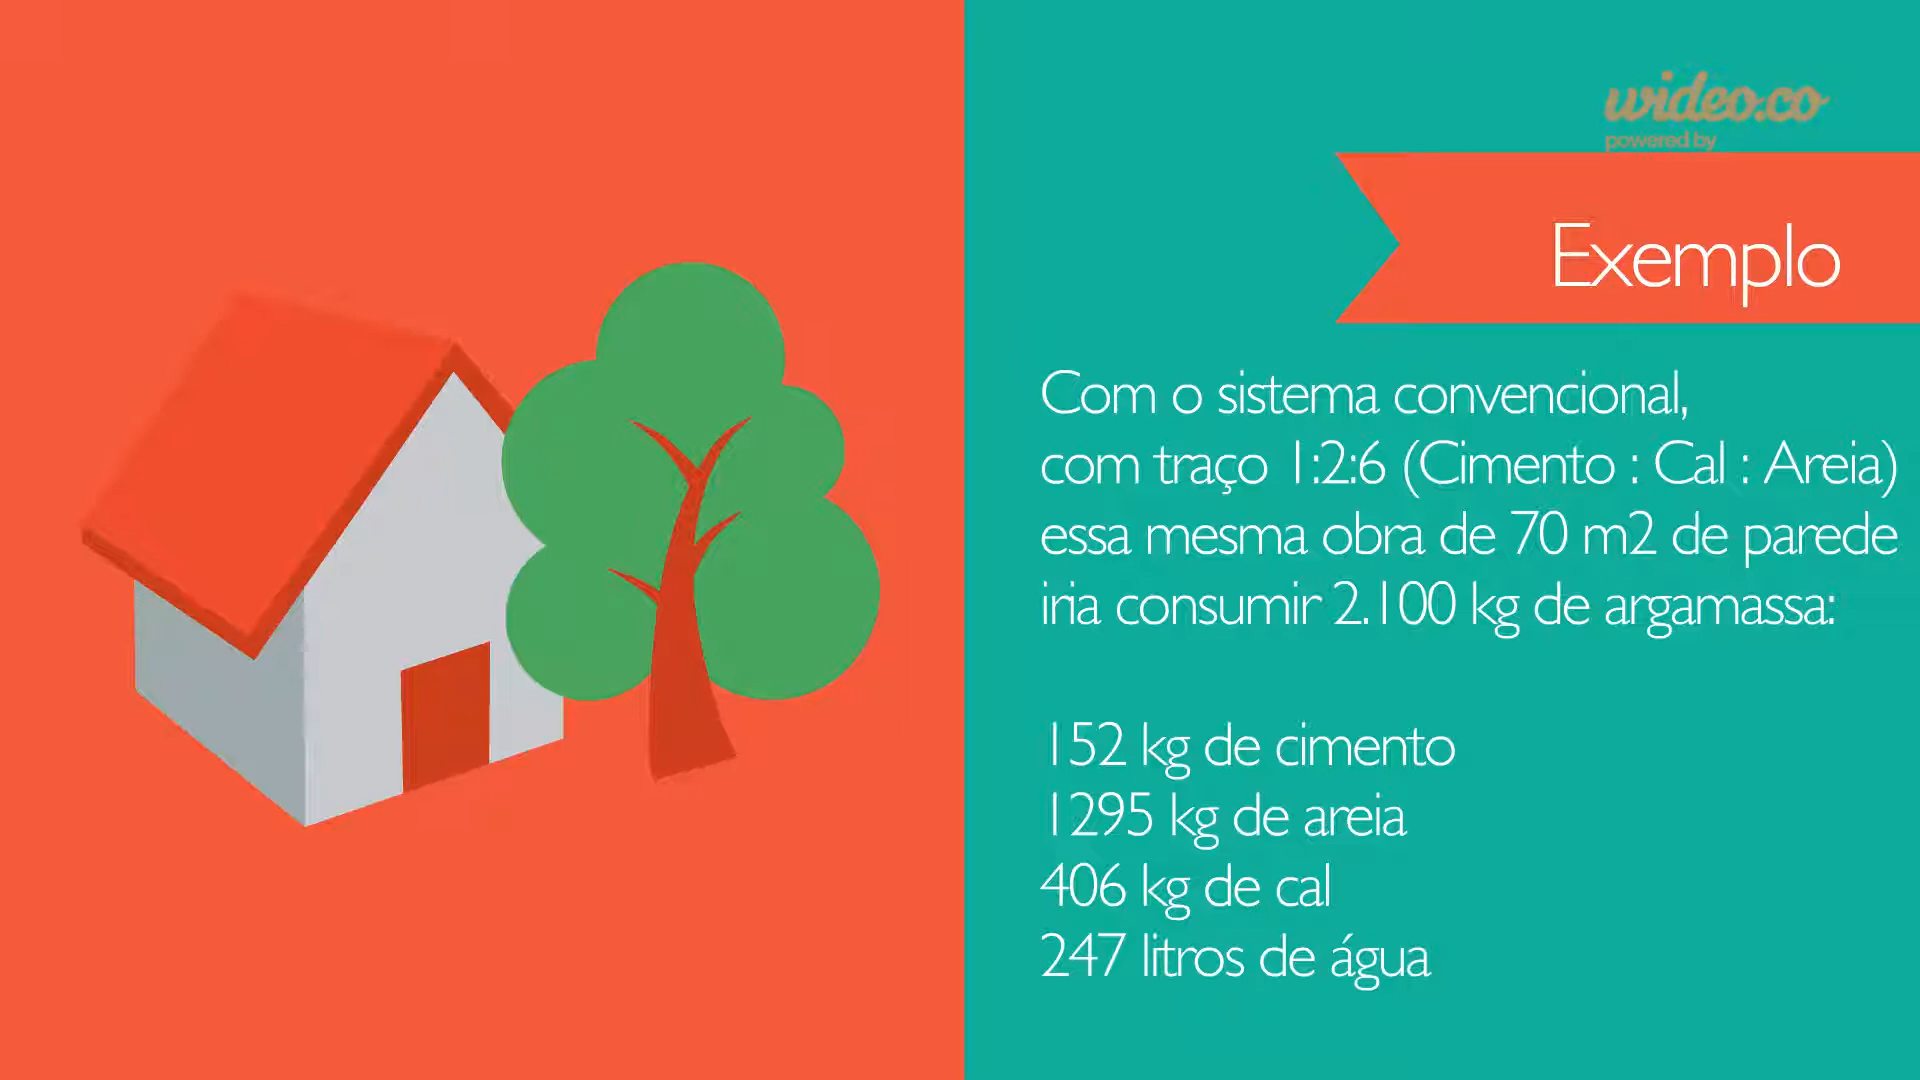 wideo.co
powered by
Exemplo
Com o sistema convencional,
com traço 1:2:6 (Cimento : Cal : Areia)
essa mesma obra de 70 m2 de parede
iria consumir 2.100 kg de argamassa:
152 kg de cimento
1295 kg de areia
406 kg de cal
247 litros de água